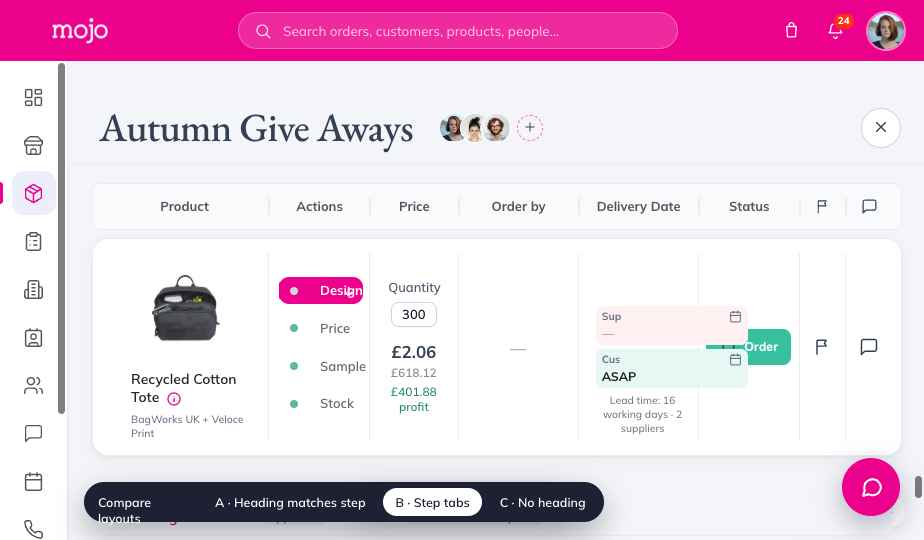 mojo
Search orders, customers, products, people...
24
Autumn Give Aways
Product
Actions
Price
Order by
Delivery Date
Status
Design
Price
Sample
Stock
Quantity
300
£2.06
£618.12
£401.88
profit
—
Sup
—
Cus
ASAP
Lead time: 16
working days · 2
suppliers
Order
Recycled Cotton
Tote
BagWorks UK + Veloce
Print
Compare
layouts
A · Heading matches step
B · Step tabs
C · No heading